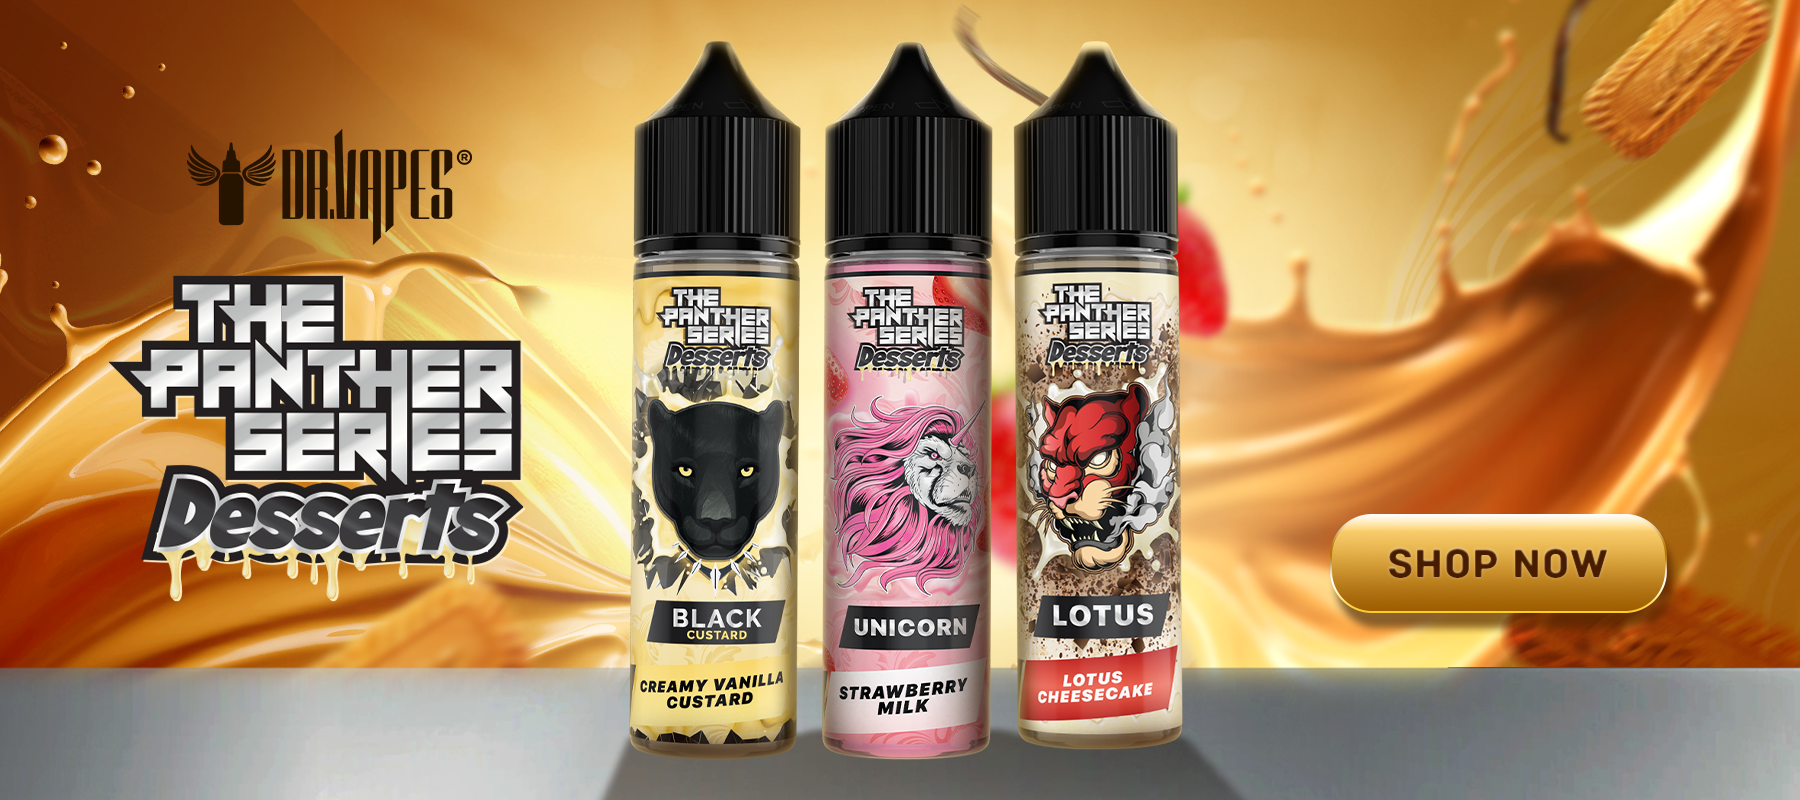 DR.VAPES®
THE
PANTHER
SERIES
Desserts
THE
PANTHER
SERIES
Desserts
BLACK
CUSTARD
CREAMY VANILLA
CUSTARD
THE
PANTHER
SERIES
Desserts
UNICORN
STRAWBERRY
MILK
THE
PANTHER
SERIES
Desserts
LOTUS
LOTUS
CHEESECAKE
SHOP NOW